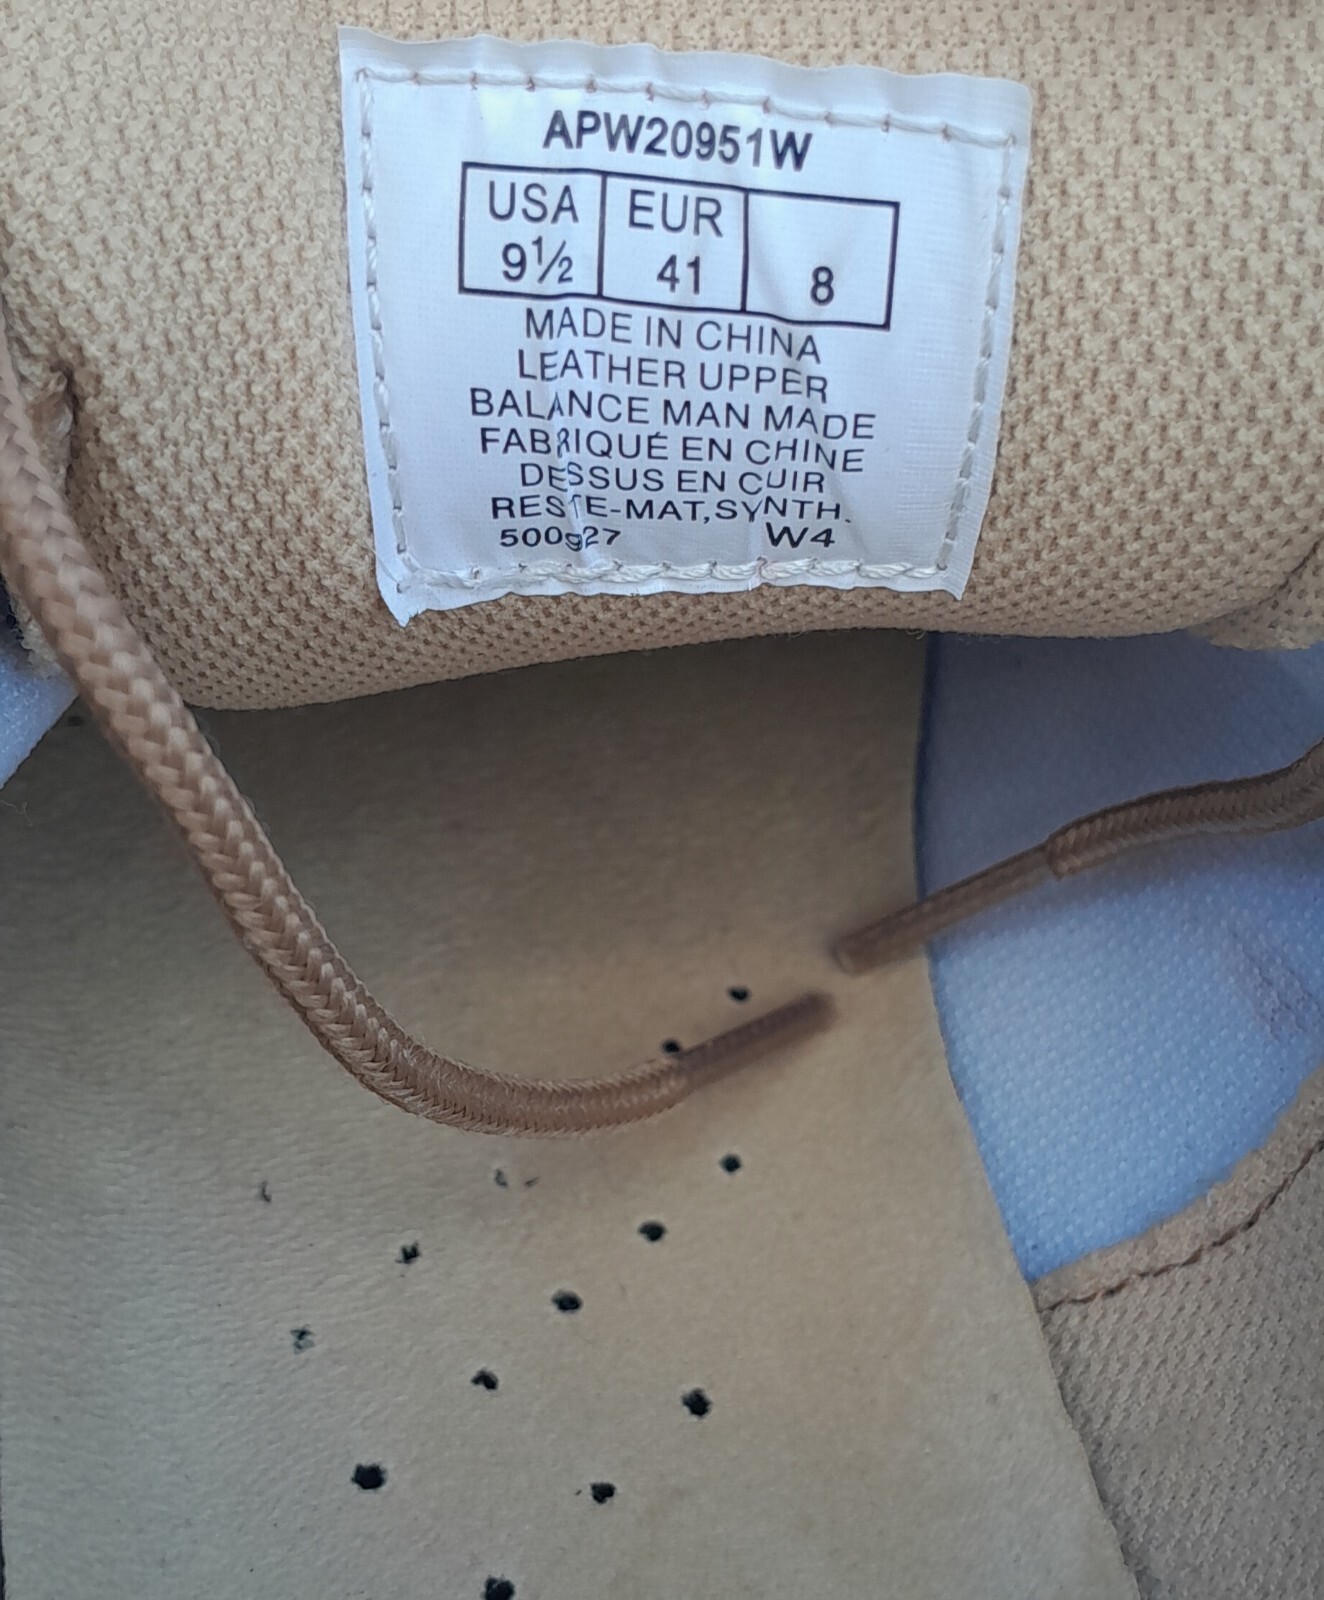 APW20951W
USA EUR
9½ 41 8
MADE IN CHINA
LEATHER UPPER
BALANCE MAN MADE
FABRIQUÉ EN CHINE
DESSUS EN CUIR
RESTE-MAT,SYNTH.
500g27 W4